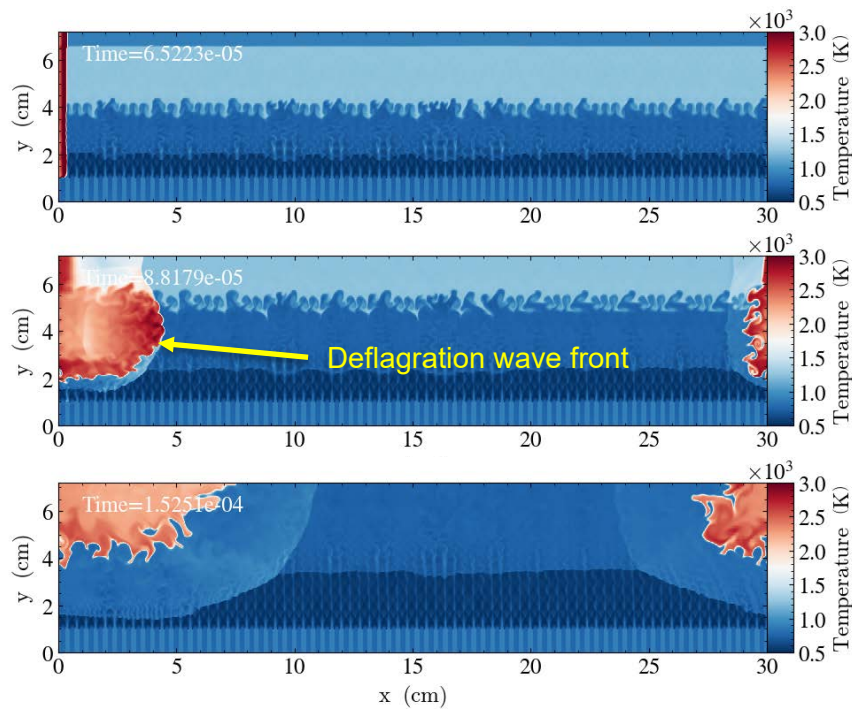 ×10³
Time=6.5223e-05
y (cm)
6
4
2
0
0 5 10 15 20 25 30
3.0
2.5
2.0
1.5
1.0
0.5
Temperature (K)
×10³
Time=8.8179e-05
Deflagration wave front
y (cm)
6
4
2
0
0 5 10 15 20 25 30
3.0
2.5
2.0
1.5
1.0
0.5
Temperature (K)
×10³
Time=1.5251e-04
y (cm)
6
4
2
0
0 5 10 15 20 25 30
3.0
2.5
2.0
1.5
1.0
0.5
Temperature (K)
x (cm)